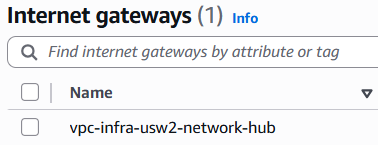 Internet gateways (1) Info
Find internet gateways by attribute or tag
Name
vpc-infra-usw2-network-hub